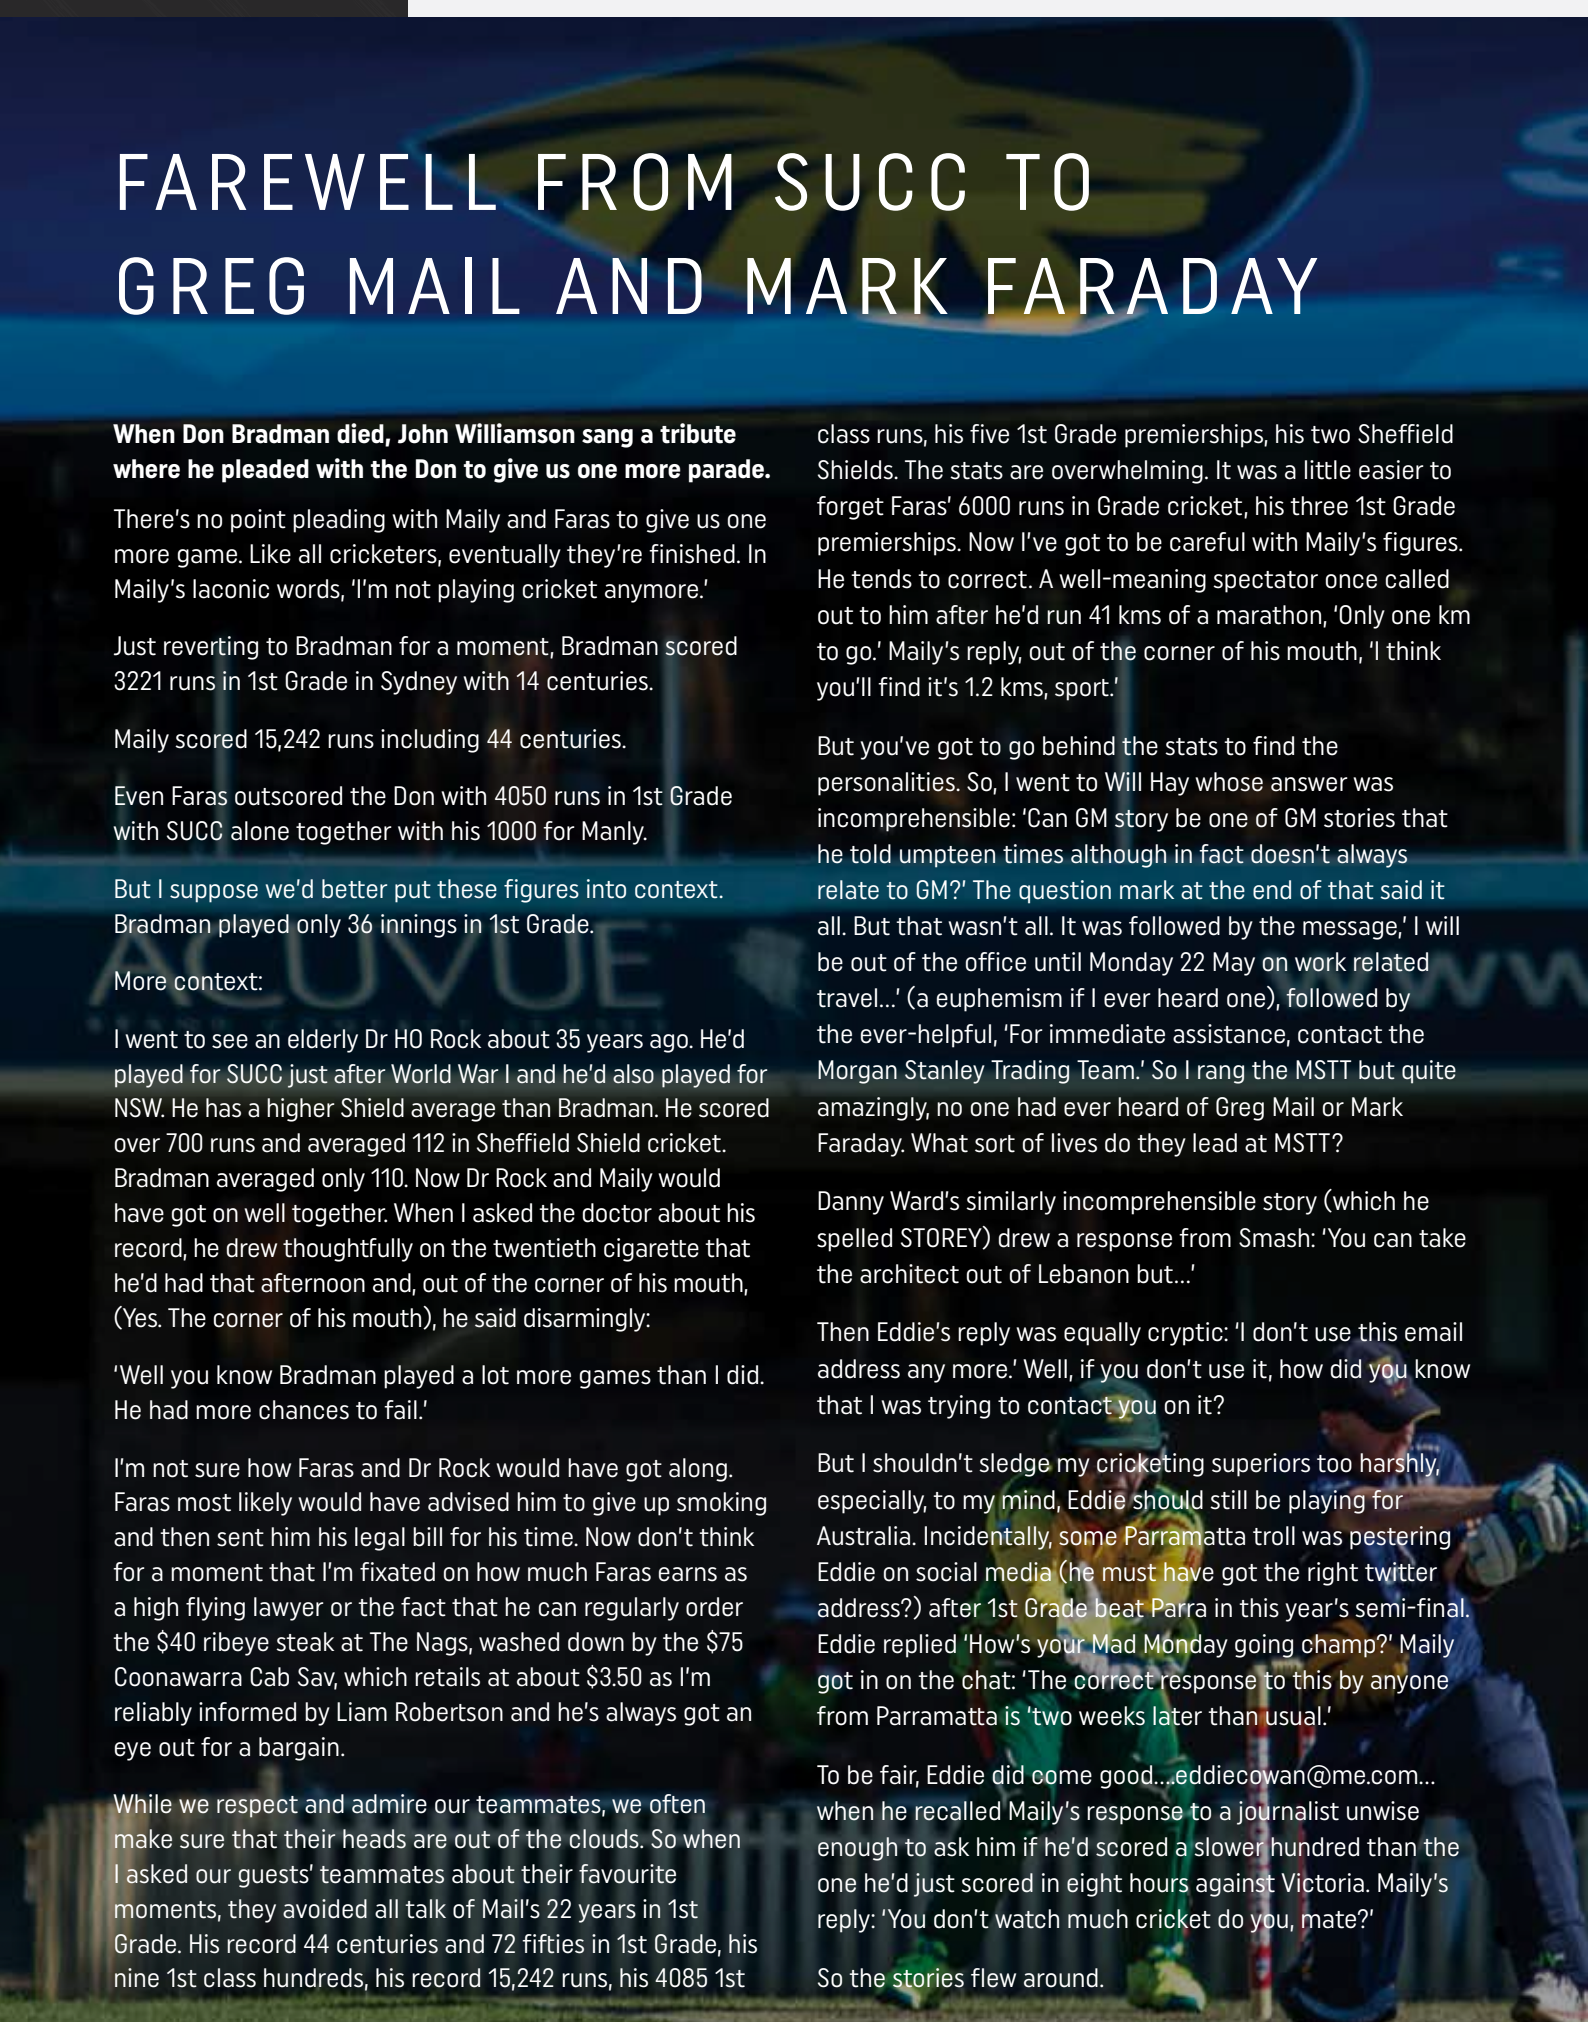 FAREWELL FROM SUCC TO
GREG MAIL AND MARK FARADAY
When Don Bradman died, John Williamson sang a tribute
where he pleaded with the Don to give us one more parade.
There's no point pleading with Maily and Faras to give us one
more game. Like all cricketers, eventually they're finished. In
Maily's laconic words, 'I'm not playing cricket anymore.'
Just reverting to Bradman for a moment, Bradman scored
3221 runs in 1st Grade in Sydney with 14 centuries.
Maily scored 15,242 runs including 44 centuries.
Even Faras outscored the Don with 4050 runs in 1st Grade
with SUCC alone together with his 1000 for Manly.
But I suppose we'd better put these figures into context.
Bradman played only 36 innings in 1st Grade.
More context:
I went to see an elderly Dr HO Rock about 35 years ago. He'd
played for SUCC just after World War I and he'd also played for
NSW. He has a higher Shield average than Bradman. He scored
over 700 runs and averaged 112 in Sheffield Shield cricket.
Bradman averaged only 110. Now Dr Rock and Maily would
have got on well together. When I asked the doctor about his
record, he drew thoughtfully on the twentieth cigarette that
he'd had that afternoon and, out of the corner of his mouth,
(Yes. The corner of his mouth), he said disarmingly:
'Well you know Bradman played a lot more games than I did.
He had more chances to fail.'
I'm not sure how Faras and Dr Rock would have got along.
Faras most likely would have advised him to give up smoking
and then sent him his legal bill for his time. Now don't think
for a moment that I'm fixated on how much Faras earns as
a high flying lawyer or the fact that he can regularly order
the $40 ribeye steak at The Nags, washed down by the $75
Coonawarra Cab Sav, which retails at about $3.50 as I'm
reliably informed by Liam Robertson and he's always got an
eye out for a bargain.
While we respect and admire our teammates, we often
make sure that their heads are out of the clouds. So when
I asked our guests' teammates about their favourite
moments, they avoided all talk of Mail's 22 years in 1st
Grade. His record 44 centuries and 72 fifties in 1st Grade, his
nine 1st class hundreds, his record 15,242 runs, his 4085 1st
class runs, his five 1st Grade premierships, his two Sheffield
Shields. The stats are overwhelming. It was a little easier to
forget Faras' 6000 runs in Grade cricket, his three 1st Grade
premierships. Now I've got to be careful with Maily's figures.
He tends to correct. A well-meaning spectator once called
out to him after he'd run 41 kms of a marathon, 'Only one km
to go.' Maily's reply, out of the corner of his mouth, 'I think
you'll find it's 1.2 kms, sport.'
But you've got to go behind the stats to find the
personalities. So, I went to Will Hay whose answer was
incomprehensible: 'Can GM story be one of GM stories that
he told umpteen times although in fact doesn't always
relate to GM?' The question mark at the end of that said it
all. But that wasn't all. It was followed by the message,' I will
be out of the office until Monday 22 May on work related
travel...' (a euphemism if I ever heard one), followed by
the ever-helpful, 'For immediate assistance, contact the
Morgan Stanley Trading Team.' So I rang the MSTT but quite
amazingly, no one had ever heard of Greg Mail or Mark
Faraday. What sort of lives do they lead at MSTT?
Danny Ward's similarly incomprehensible story (which he
spelled STOREY) drew a response from Smash: 'You can take
the architect out of Lebanon but...'
Then Eddie's reply was equally cryptic: 'I don't use this email
address any more.' Well, if you don't use it, how did you know
that I was trying to contact you on it?
But I shouldn't sledge my cricketing superiors too harshly,
especially, to my mind, Eddie should still be playing for
Australia. Incidentally, some Parramatta troll was pestering
Eddie on social media (he must have got the right twitter
address?) after 1st Grade beat Parra in this year's semi-final.
Eddie replied 'How's your Mad Monday going champ?' Maily
got in on the chat: 'The correct response to this by anyone
from Parramatta is 'two weeks later than usual.'
To be fair, Eddie did come good....eddiecowan@me.com...
when he recalled Maily's response to a journalist unwise
enough to ask him if he'd scored a slower hundred than the
one he'd just scored in eight hours against Victoria. Maily's
reply: 'You don't watch much cricket do you, mate?'
So the stories flew around.
ACUVUE